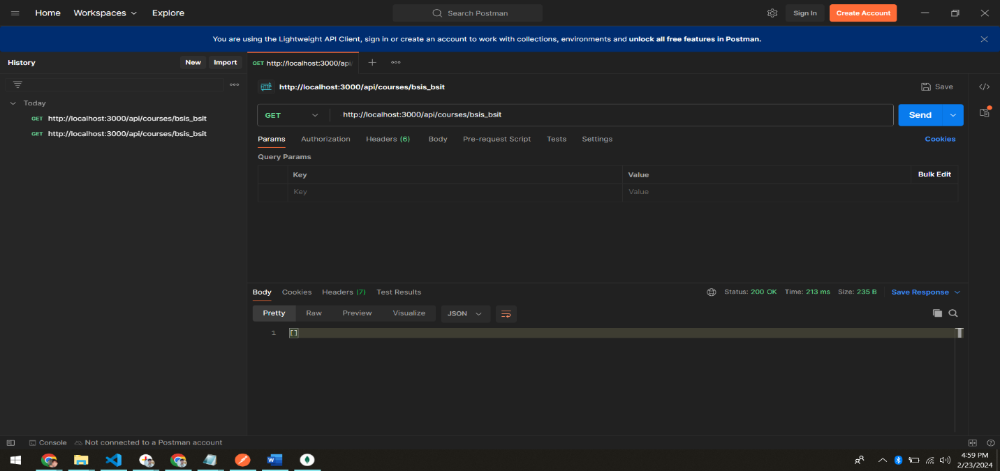 Home Workspaces Explore Search Postman Sign In Create Account
You are using the Lightweight API Client, sign in or create an account to work with collections, environments and unlock all free features in Postman.
History New Import GET http://localhost:3000/api/
HTTP http://localhost:3000/api/courses/bsis_bsit Save
Today
GET http://localhost:3000/api/courses/bsis_bsit
GET http://localhost:3000/api/courses/bsis_bsit
GET http://localhost:3000/api/courses/bsis_bsit Send
Params Authorization Headers (6) Body Pre-request Script Tests Settings Cookies
Query Params
Key Value Bulk Edit
Key Value
Body Cookies Headers (7) Test Results Status: 200 OK Time: 213 ms Size: 235 B Save Response
Pretty Raw Preview Visualize JSON
1 []
Console Not connected to a Postman account
4:59 PM
2/23/2024